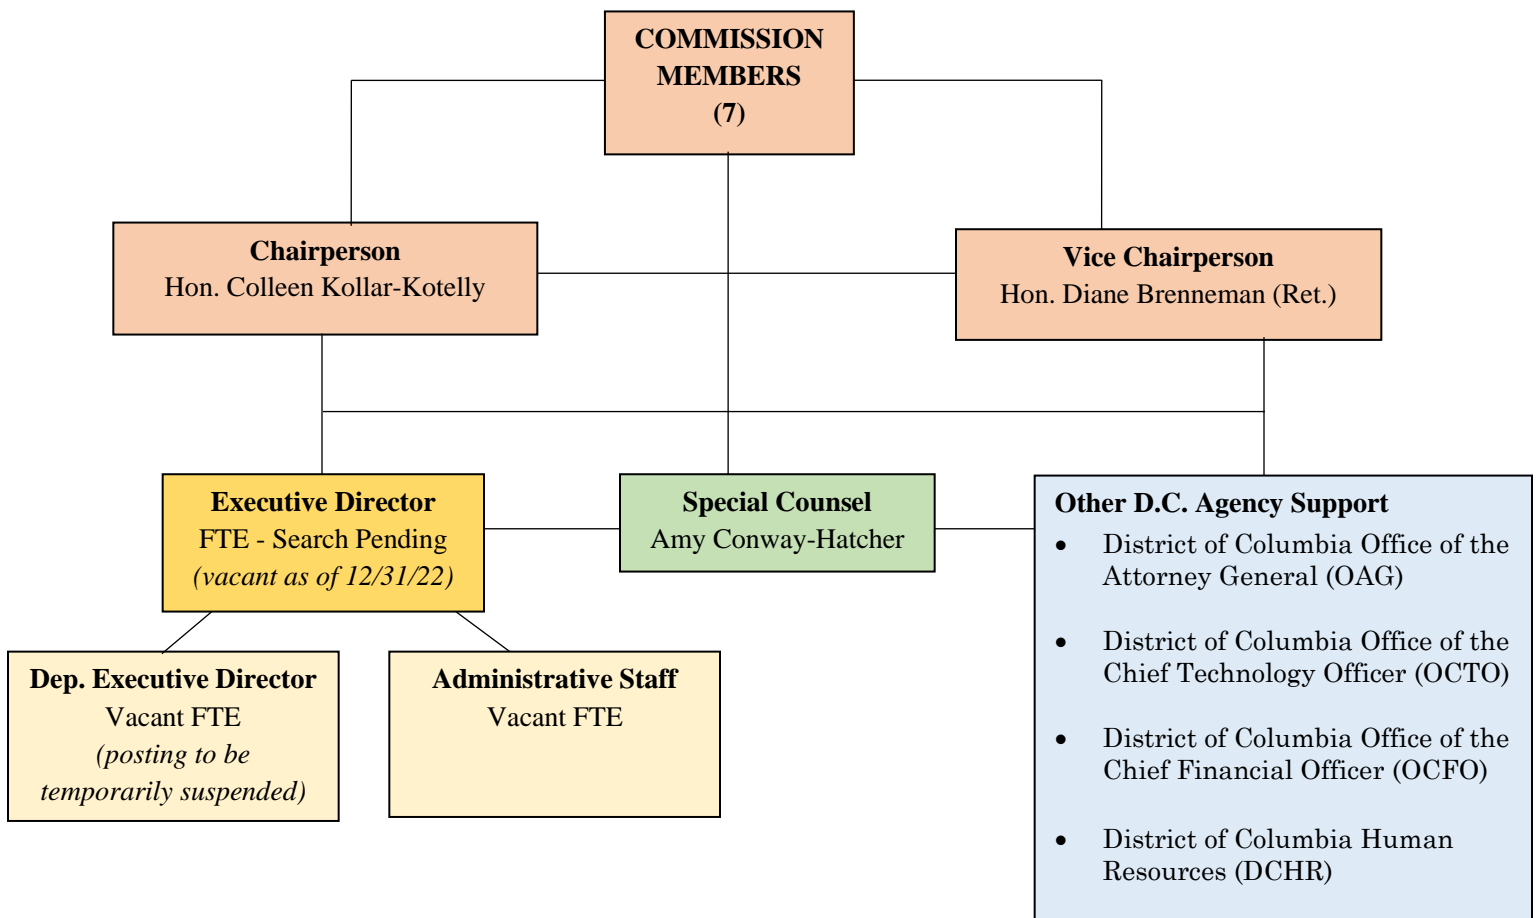 COMMISSION
MEMBERS
(7)
Chairperson
Hon. Colleen Kollar-Kotelly
Vice Chairperson
Hon. Diane Brenneman (Ret.)
Executive Director
FTE - Search Pending
(vacant as of 12/31/22)
Special Counsel
Amy Conway-Hatcher
Other D.C. Agency Support
• District of Columbia Office of the
Attorney General (OAG)
• District of Columbia Office of the
Chief Technology Officer (OCTO)
• District of Columbia Office of the
Chief Financial Officer (OCFO)
• District of Columbia Human
Resources (DCHR)
Dep. Executive Director
Vacant FTE
(posting to be
temporarily suspended)
Administrative Staff
Vacant FTE